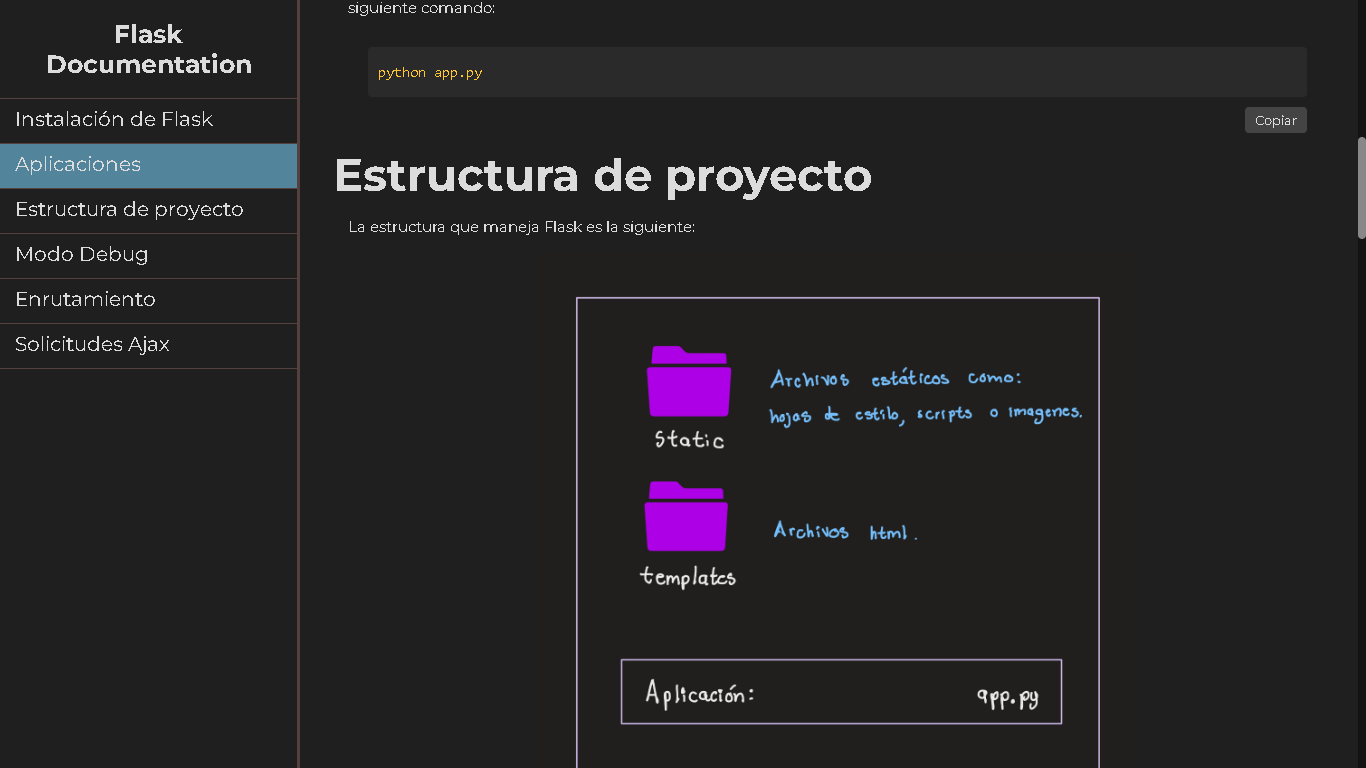 Flask
Documentation
Instalación de Flask
Aplicaciones
Estructura de proyecto
Modo Debug
Enrutamiento
Solicitudes Ajax
siguiente comando:
python app.py
Copiar
Estructura de proyecto
La estructura que maneja Flask es la siguiente:
Archivos estáticos como:
hojas de estilo, scripts o imagenes.
static
Archivos html.
templates
Aplicación: app.py